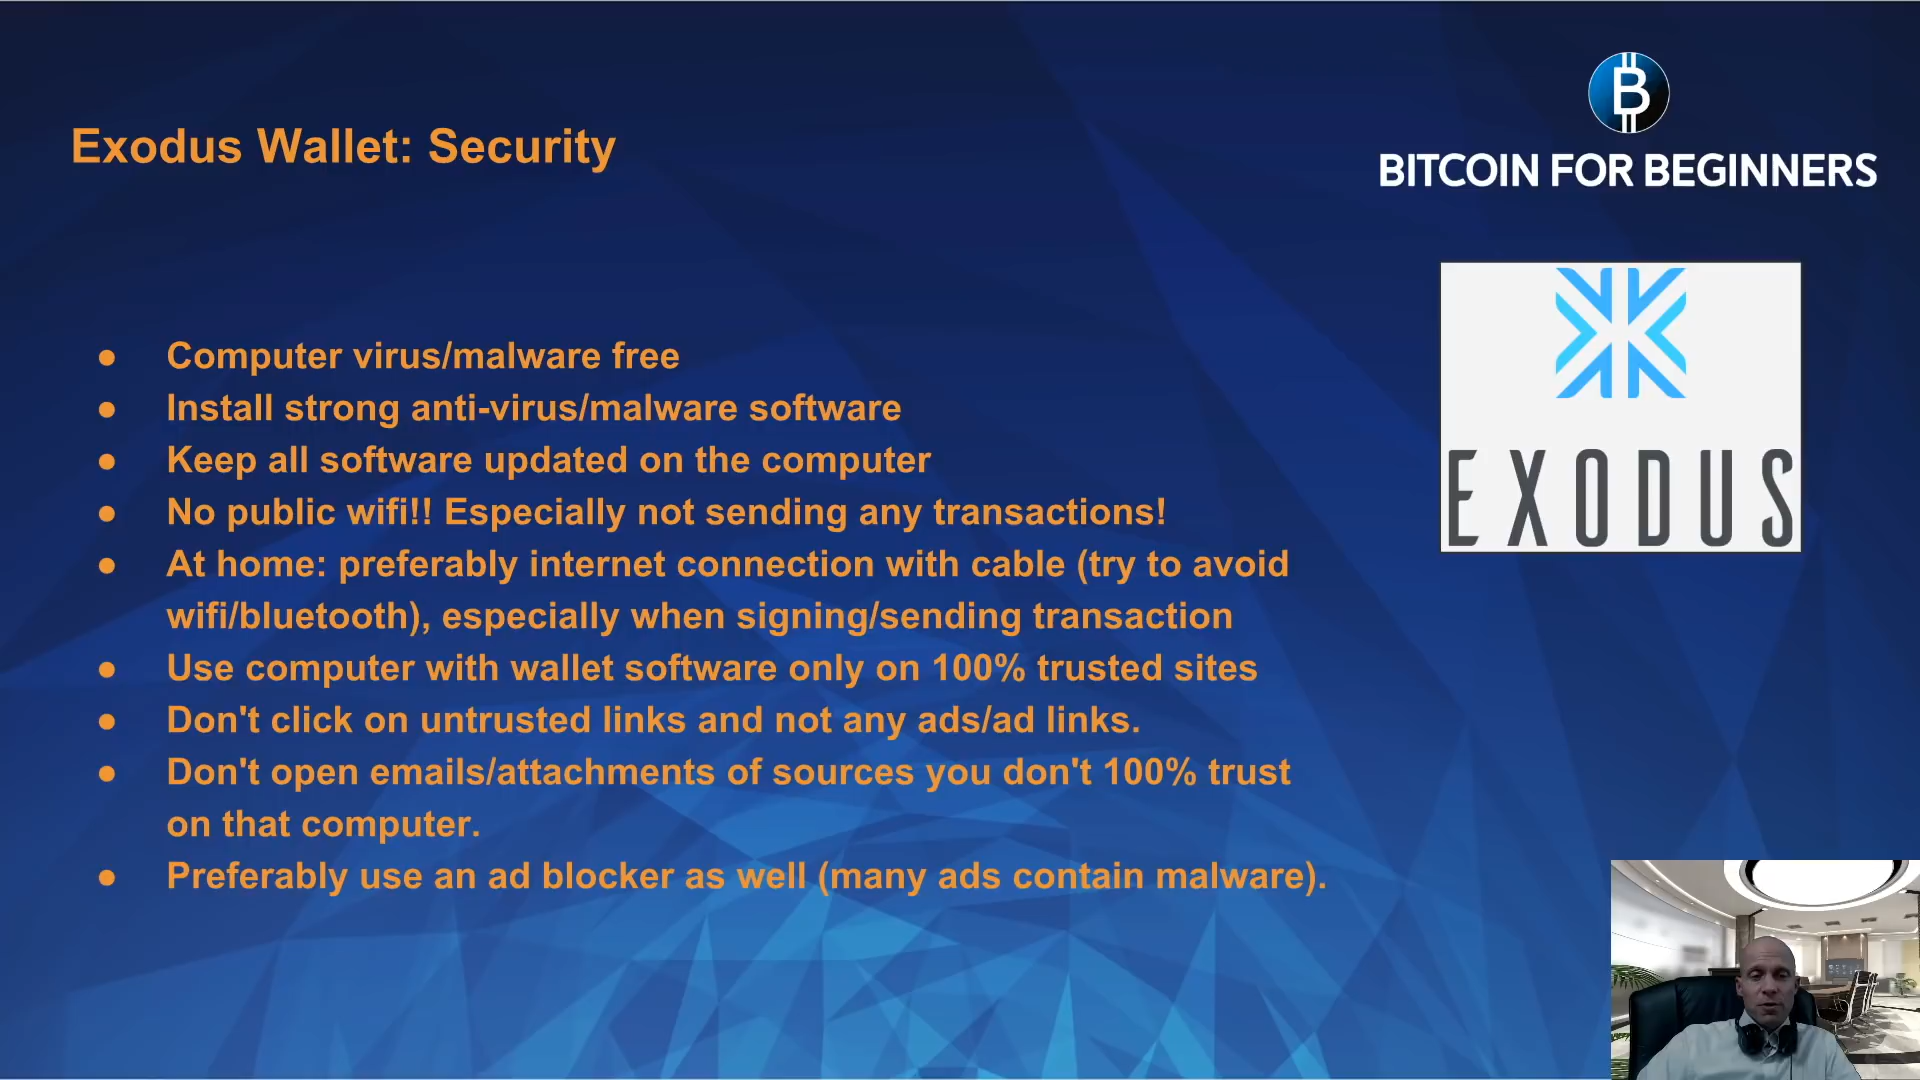 Exodus Wallet: Security
BITCOIN FOR BEGINNERS
EXODUS
● Computer virus/malware free
● Install strong anti-virus/malware software
● Keep all software updated on the computer
● No public wifi!! Especially not sending any transactions!
● At home: preferably internet connection with cable (try to avoid
wifi/bluetooth), especially when signing/sending transaction
● Use computer with wallet software only on 100% trusted sites
● Don't click on untrusted links and not any ads/ad links.
● Don't open emails/attachments of sources you don't 100% trust
on that computer.
● Preferably use an ad blocker as well (many ads contain malware).